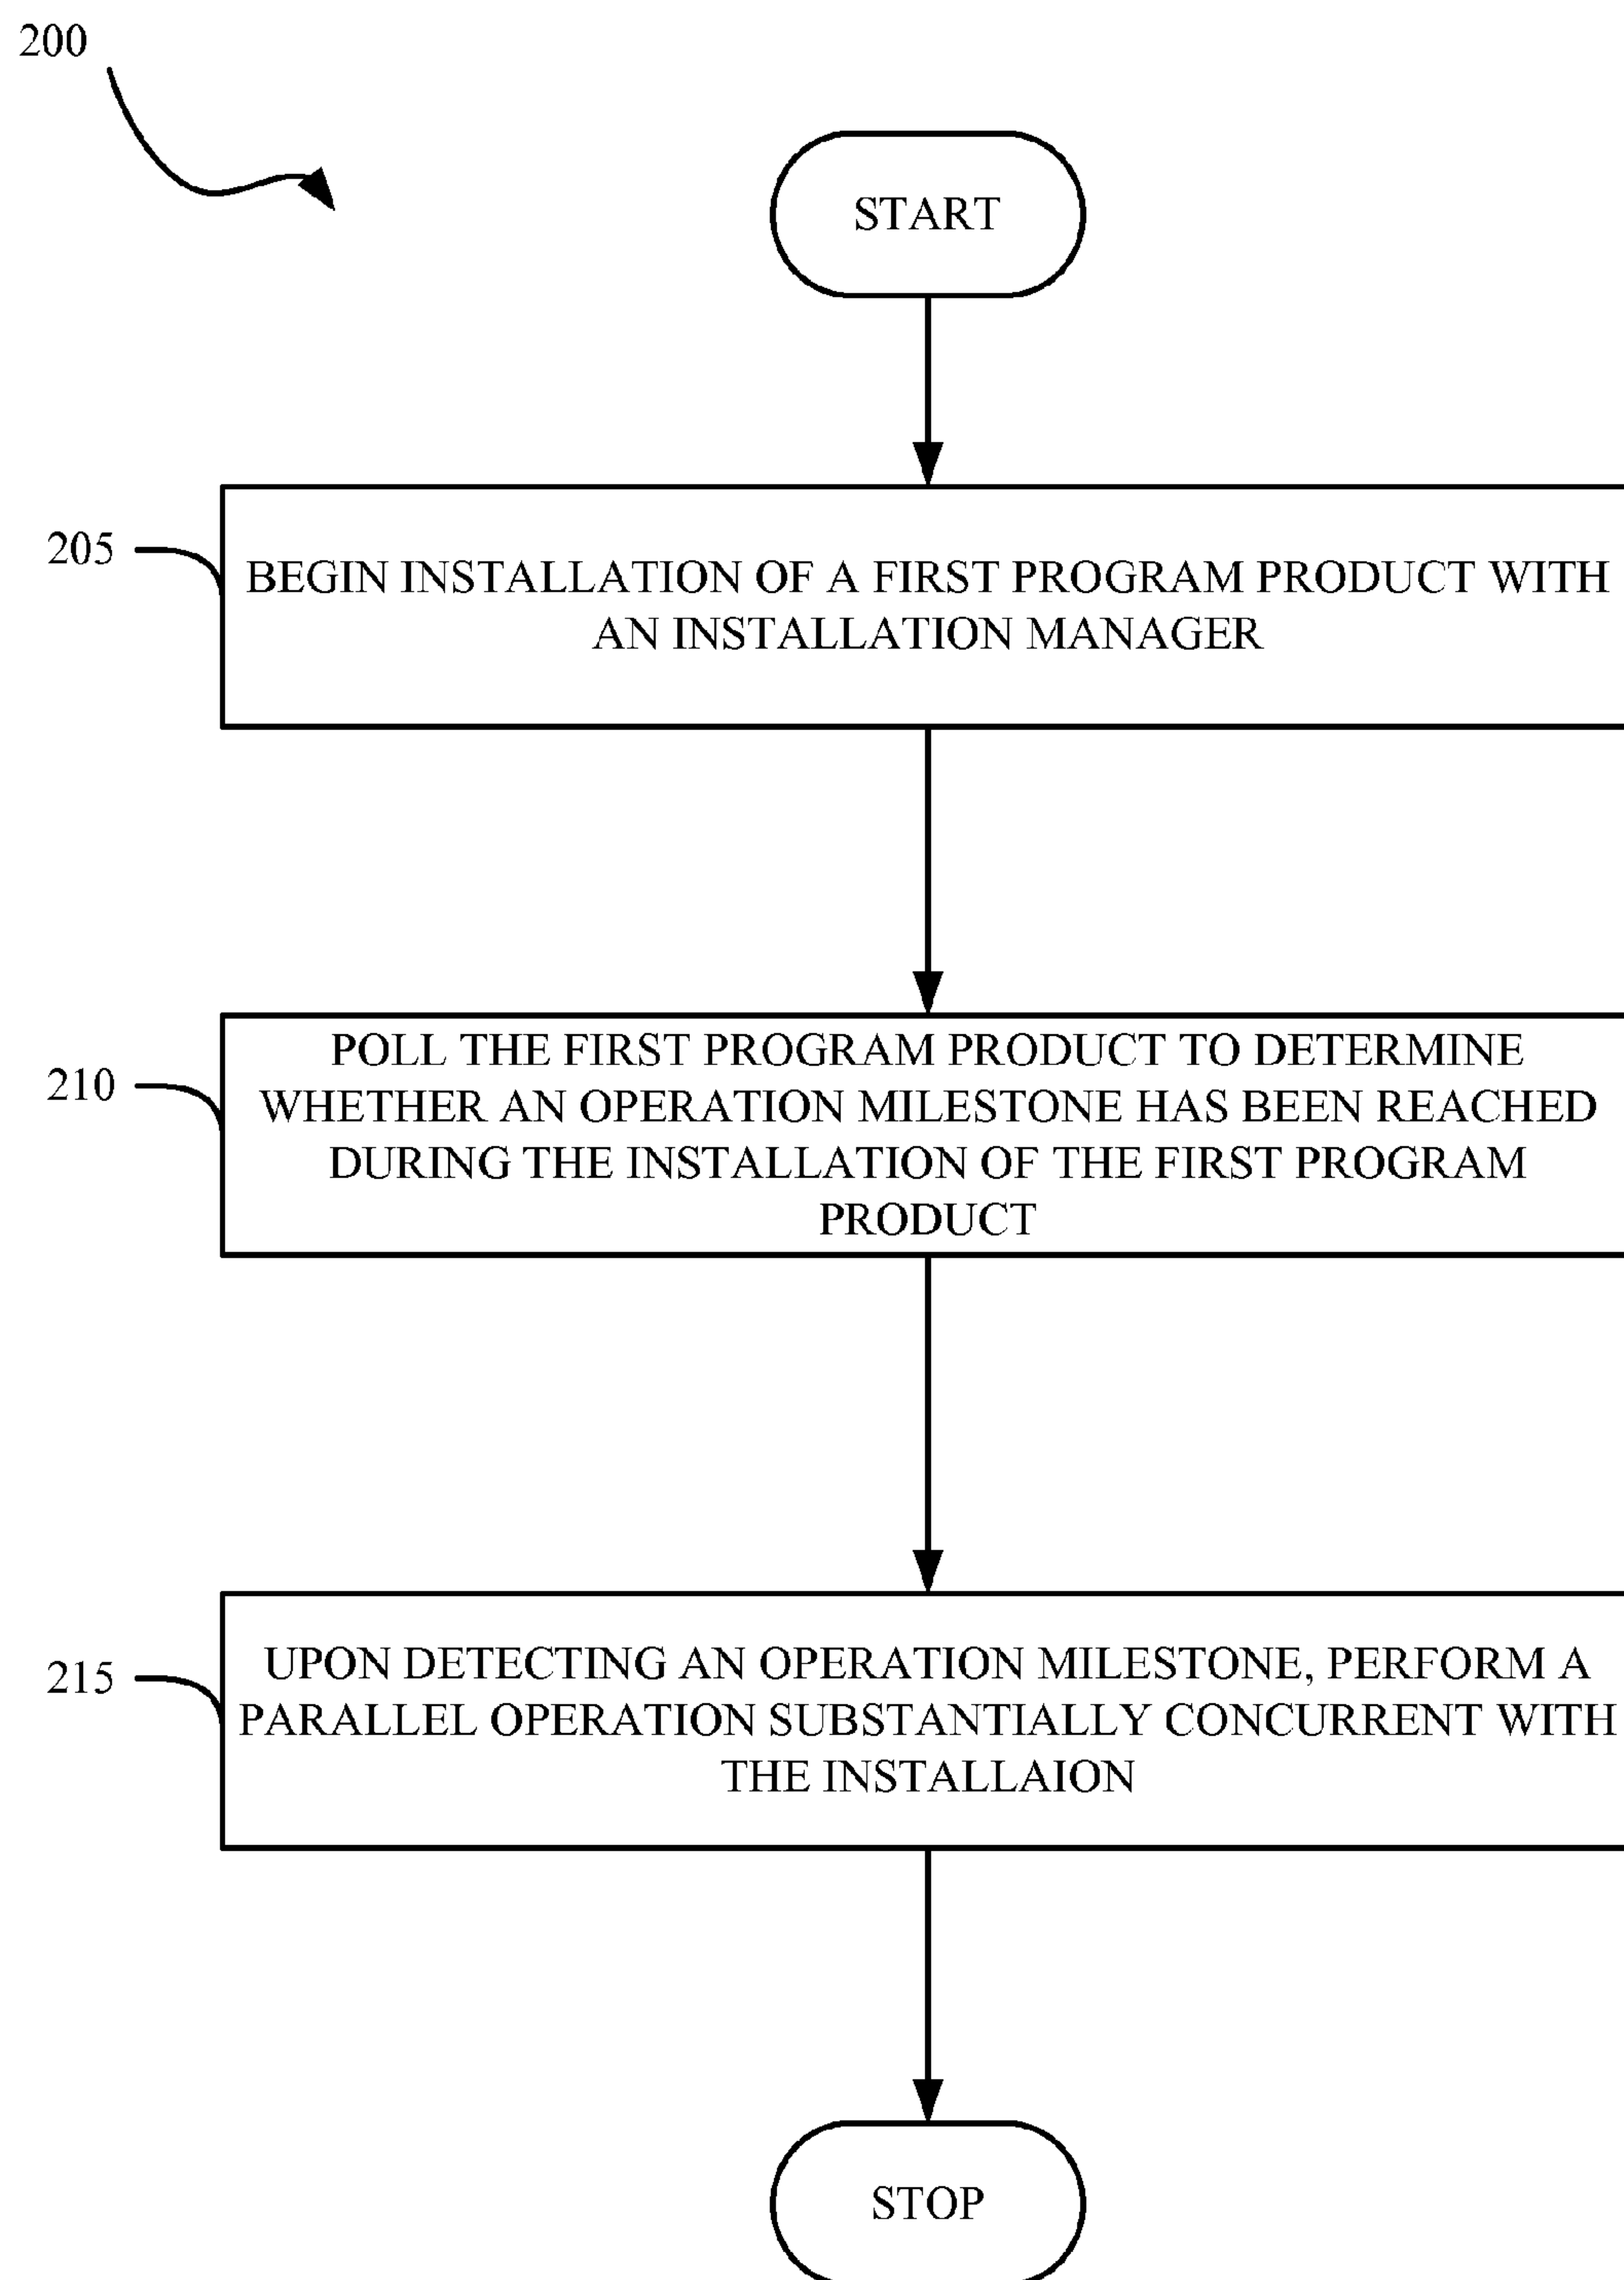 200
START
205
BEGIN INSTALLATION OF A FIRST PROGRAM PRODUCT WITH
AN INSTALLATION MANAGER
210
POLL THE FIRST PROGRAM PRODUCT TO DETERMINE
WHETHER AN OPERATION MILESTONE HAS BEEN REACHED
DURING THE INSTALLATION OF THE FIRST PROGRAM
PRODUCT
215
UPON DETECTING AN OPERATION MILESTONE, PERFORM A
PARALLEL OPERATION SUBSTANTIALLY CONCURRENT WITH
THE INSTALLAION
STOP